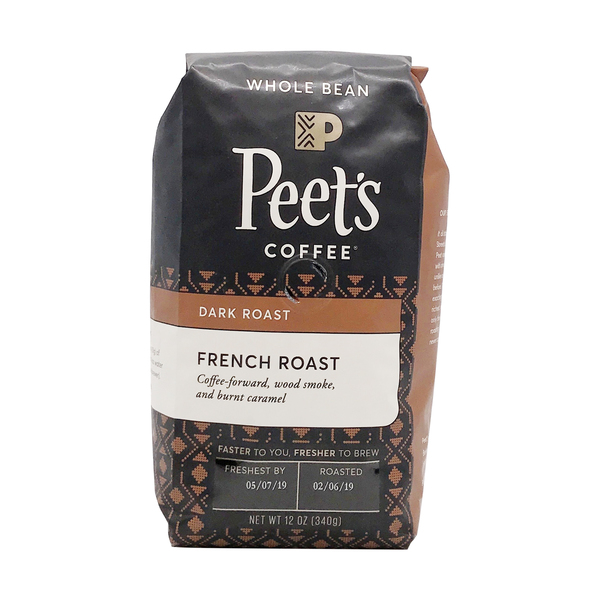 WHOLE BEAN
P
Peet's
COFFEE®
DARK ROAST
FRENCH ROAST
Coffee-forward, wood smoke,
and burnt caramel
FASTER TO YOU, FRESHER TO BREW
FRESHEST BY
05/07/19
ROASTED
02/06/19
NET WT 12 OZ (340g)